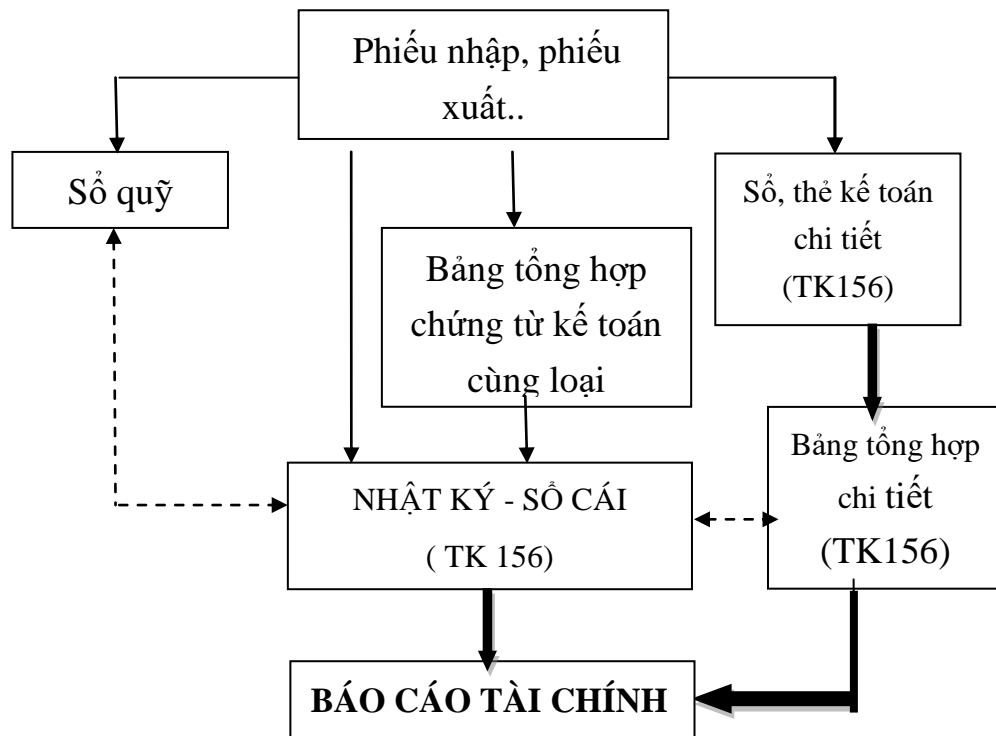 Phiếu nhập, phiếu
xuất..
Sổ quỹ
Sổ, thẻ kế toán
chi tiết
(TK156)
Bảng tổng hợp
chứng từ kế toán
cùng loại
Bảng tổng hợp
chi tiết
(TK156)
NHẬT KÝ - SỔ CÁI
( TK 156)
BÁO CÁO TÀI CHÍNH